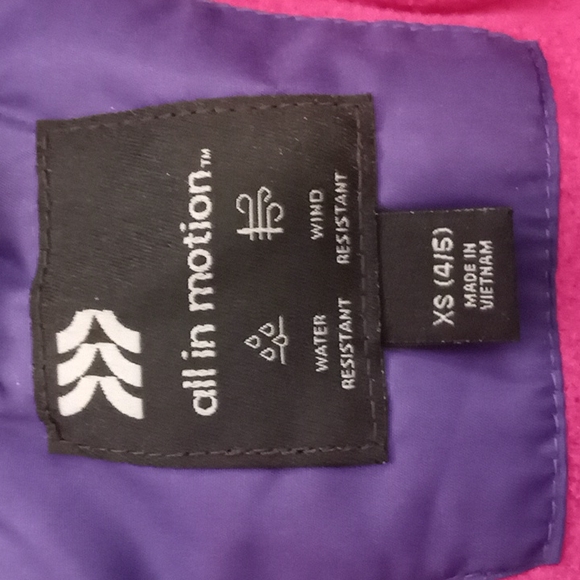 all in motion™
WATER
RESISTANT
WIND
RESISTANT
XS (4/5)
MADE IN
VIETNAM